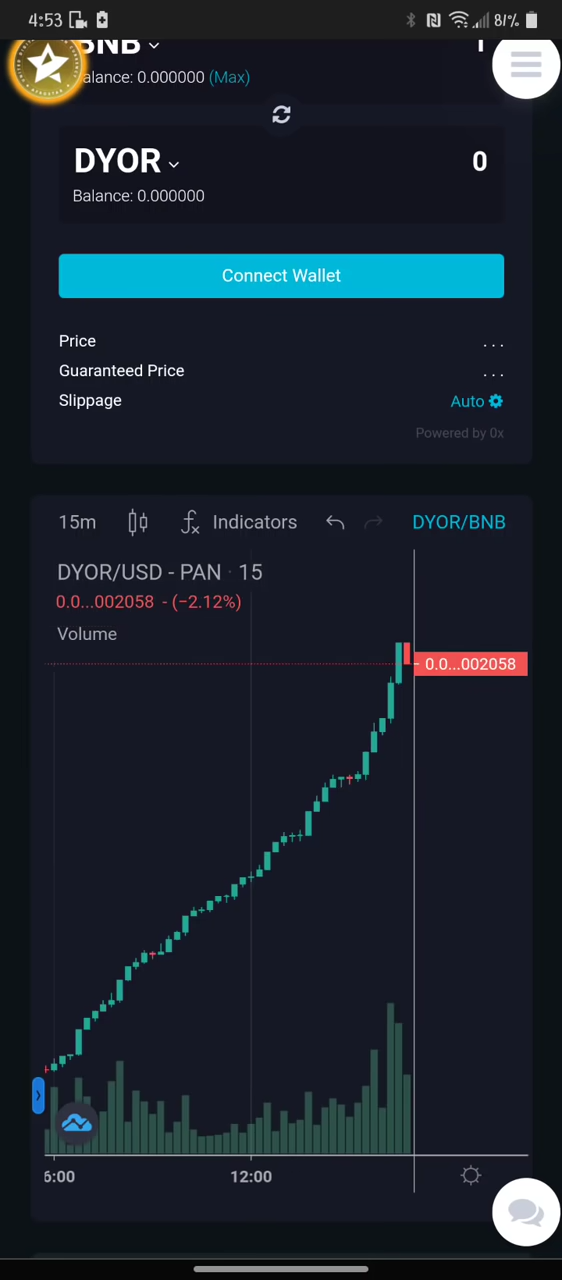 4:53 81%
BNB 1
alance: 0.000000 (Max)
DYOR 0
Balance: 0.000000
Connect Wallet
Price ...
Guaranteed Price ...
Slippage Auto
Powered by 0x
15m Indicators DYOR/BNB
DYOR/USD - PAN · 15
0.0...002058 - (−2.12%)
Volume
0.0...002058
6:00 12:00